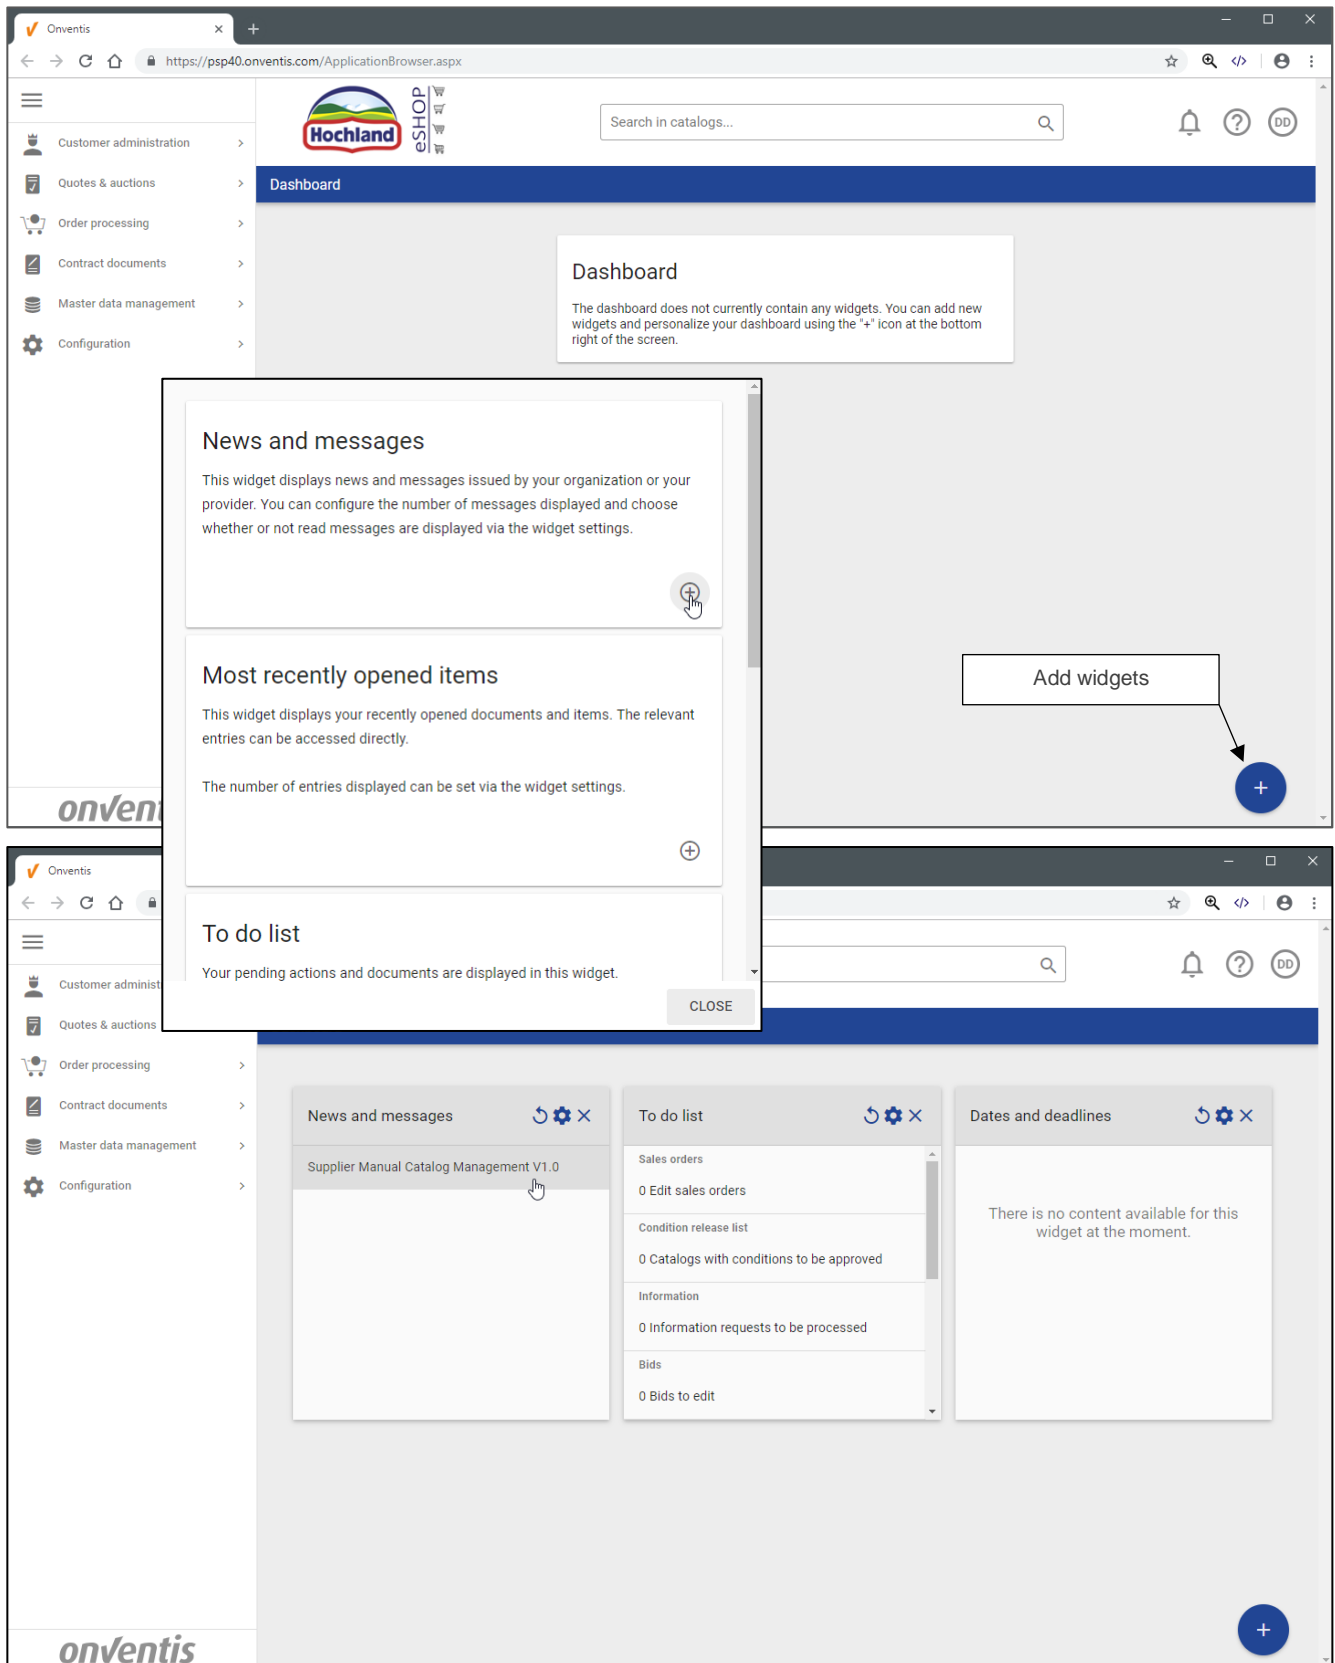 Onventis
https://psp40.onventis.com/ApplicationBrowser.aspx
Hochland
eSHOP
Search in catalogs...
DD
Customer administration
Quotes & auctions
Order processing
Contract documents
Master data management
Configuration
Dashboard
Dashboard
The dashboard does not currently contain any widgets. You can add new
widgets and personalize your dashboard using the "+" icon at the bottom
right of the screen.
News and messages
This widget displays news and messages issued by your organization or your
provider. You can configure the number of messages displayed and choose
whether or not read messages are displayed via the widget settings.
Most recently opened items
This widget displays your recently opened documents and items. The relevant
entries can be accessed directly.
The number of entries displayed can be set via the widget settings.
To do list
Your pending actions and documents are displayed in this widget.
CLOSE
Add widgets
onvent
Onventis
DD
Customer administ
Quotes & auctions
Order processing
Contract documents
Master data management
Configuration
News and messages
Supplier Manual Catalog Management V1.0
To do list
Sales orders
0 Edit sales orders
Condition release list
0 Catalogs with conditions to be approved
Information
0 Information requests to be processed
Bids
0 Bids to edit
Dates and deadlines
There is no content available for this
widget at the moment.
onventis